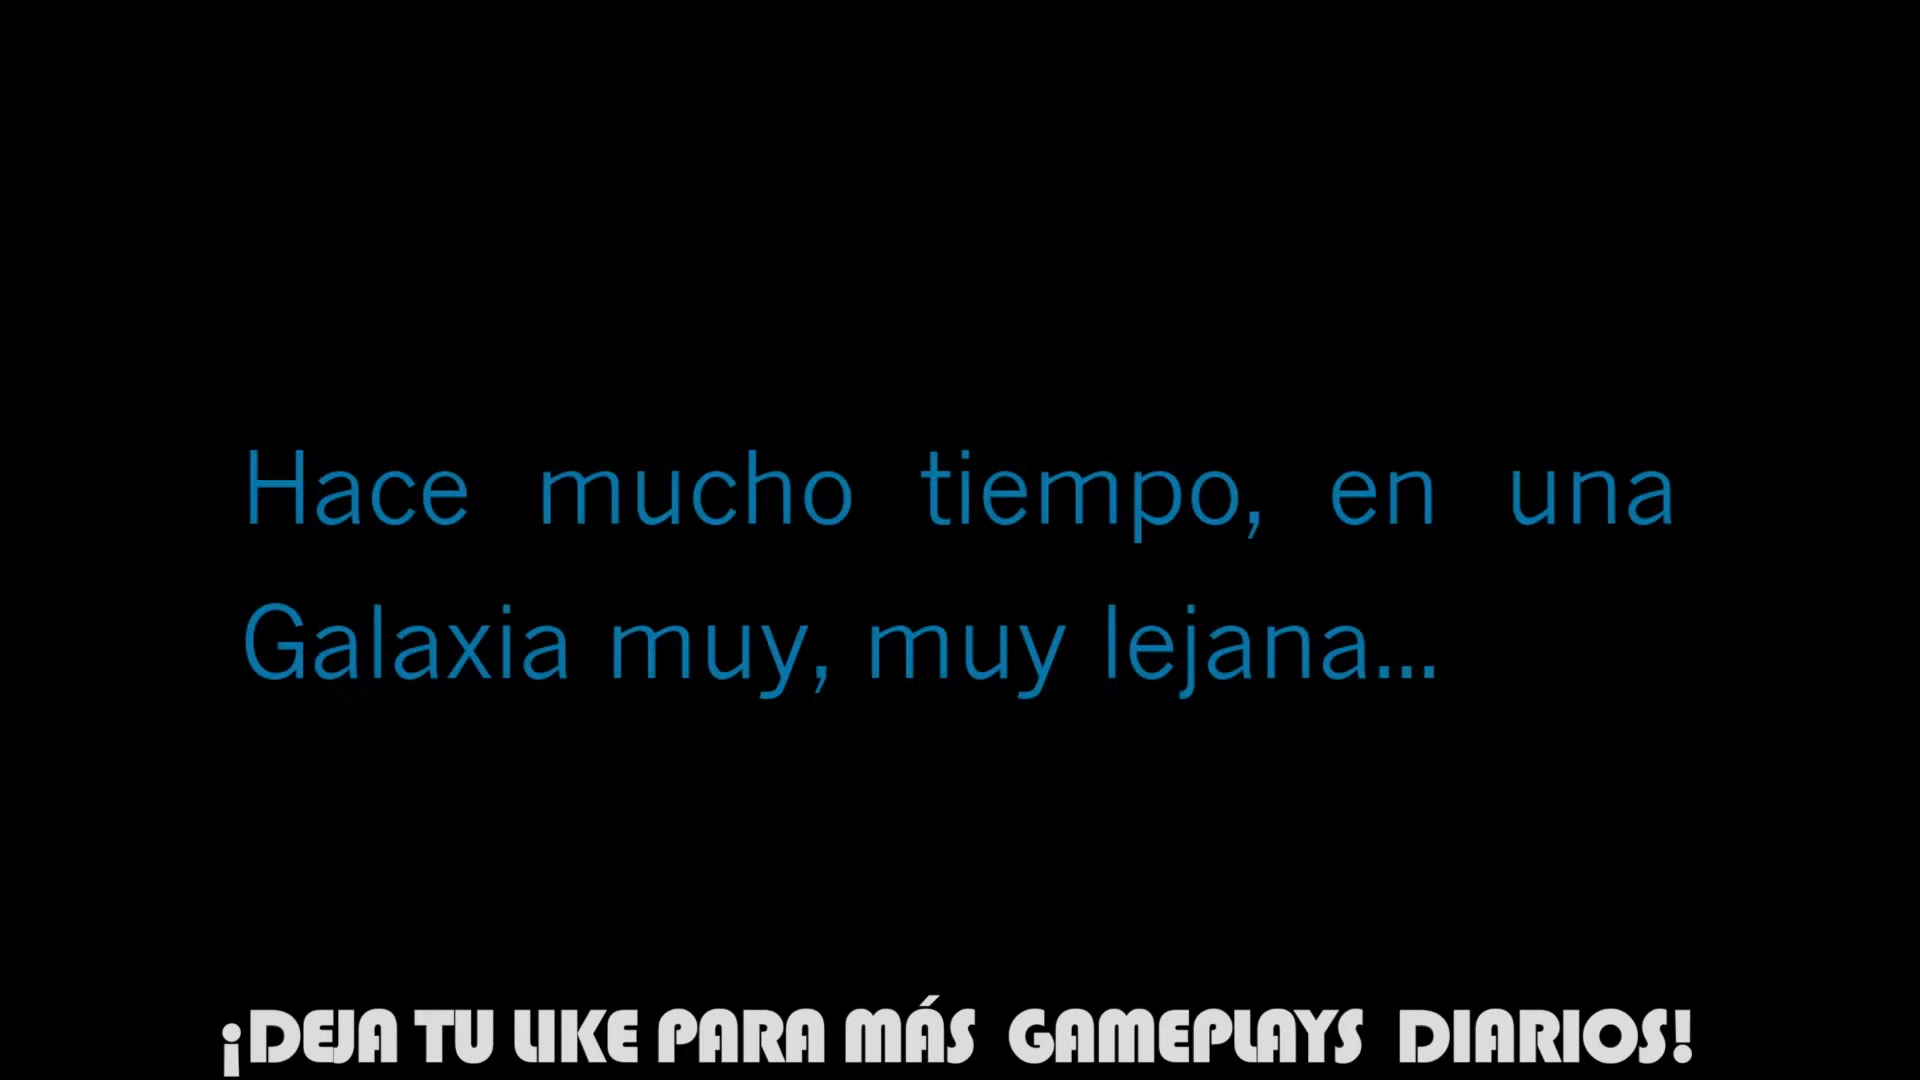 Hace mucho tiempo, en una
Galaxia muy, muy lejana...
¡DEJA TU LIKE PARA MÁS GAMEPLAYS DIARIOS!